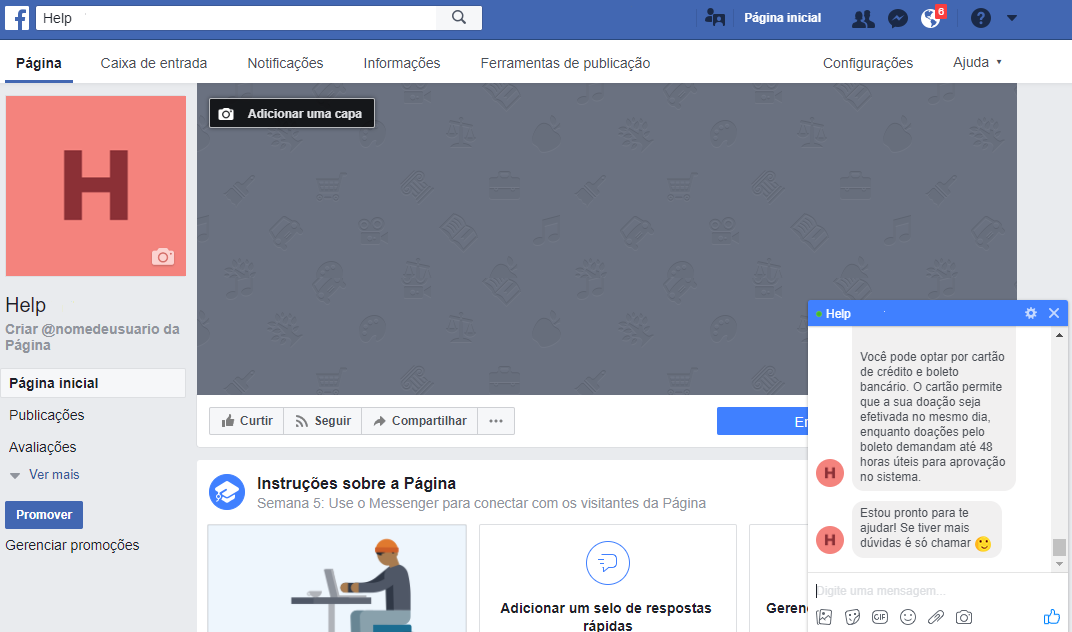 Help
Página inicial
6
?
Página
Caixa de entrada
Notificações
Informações
Ferramentas de publicação
Configurações
Ajuda
Adicionar uma capa
H
Help
Criar @nomedeusuario da
Página
Página inicial
Publicações
Avaliações
Ver mais
Promover
Gerenciar promoções
Curtir
Seguir
Compartilhar
Instruções sobre a Página
Semana 5: Use o Messenger para conectar com os visitantes da Página
Adicionar um selo de respostas
rápidas
Help
Você pode optar por cartão
de crédito e boleto
bancário. O cartão permite
que a sua doação seja
efetivada no mesmo dia,
enquanto doações pelo
boleto demandam até 48
horas úteis para aprovação
no sistema.
H
Estou pronto para te
ajudar! Se tiver mais
dúvidas é só chamar
H
Digite uma mensagem...
GIF